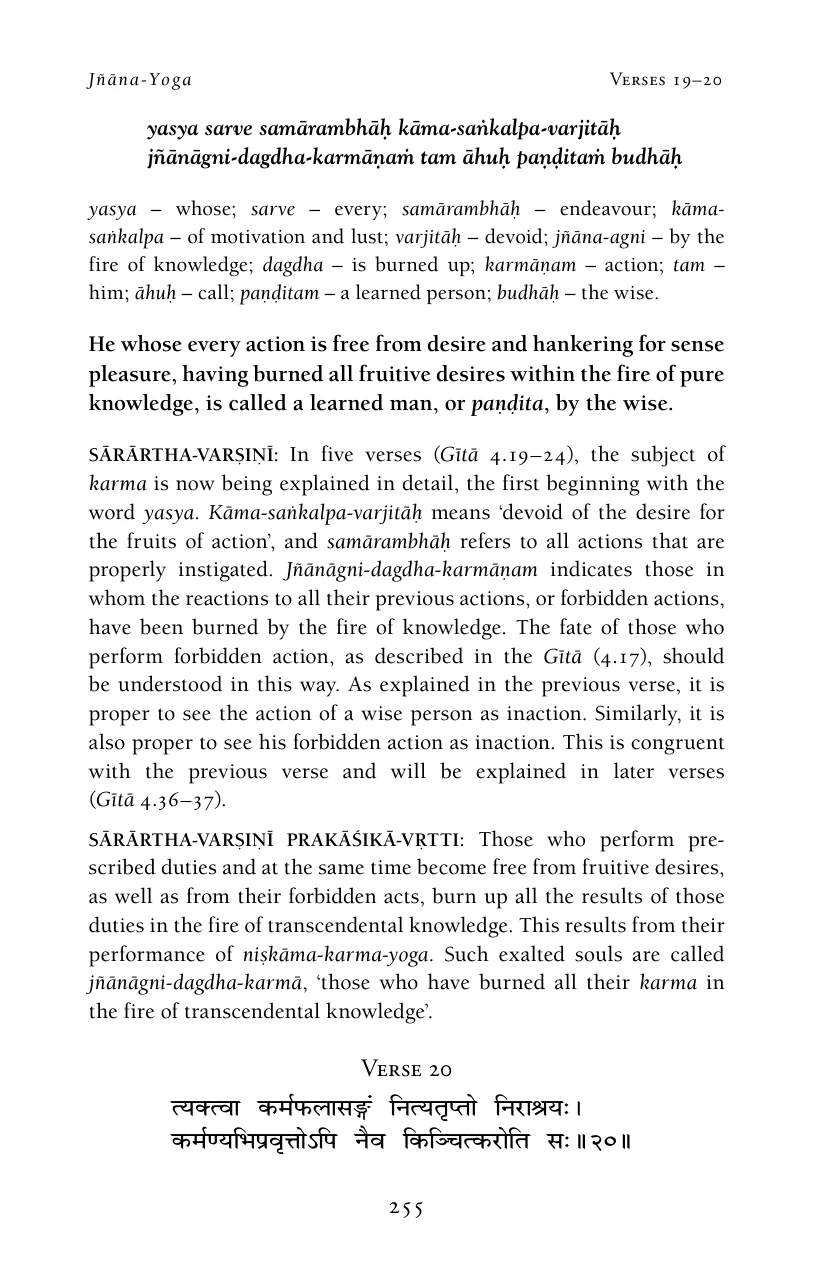 Jñāna-Yoga Verses 19–20
yasya sarve samārambhāḥ kāma-saṅkalpa-varjitāḥ
jñānāgni-dagdha-karmāṇaṁ tam āhuḥ paṇḍitaṁ budhāḥ
yasya – whose; sarve – every; samārambhāḥ – endeavour; kāma-
saṅkalpa – of motivation and lust; varjitāḥ – devoid; jñāna-agni – by the
fire of knowledge; dagdha – is burned up; karmāṇam – action; tam –
him; āhuḥ – call; paṇḍitam – a learned person; budhāḥ – the wise.
He whose every action is free from desire and hankering for sense
pleasure, having burned all fruitive desires within the fire of pure
knowledge, is called a learned man, or paṇḍita, by the wise.
SĀRĀRTHA-VARṢIṆĪ: In five verses (Gītā 4.19–24), the subject of
karma is now being explained in detail, the first beginning with the
word yasya. Kāma-saṅkalpa-varjitāḥ means ‘devoid of the desire for
the fruits of action’, and samārambhāḥ refers to all actions that are
properly instigated. Jñānāgni-dagdha-karmāṇam indicates those in
whom the reactions to all their previous actions, or forbidden actions,
have been burned by the fire of knowledge. The fate of those who
perform forbidden action, as described in the Gītā (4.17), should
be understood in this way. As explained in the previous verse, it is
proper to see the action of a wise person as inaction. Similarly, it is
also proper to see his forbidden action as inaction. This is congruent
with the previous verse and will be explained in later verses
(Gītā 4.36–37).
SĀRĀRTHA-VARṢIṆĪ PRAKĀŚIKĀ-VṚTTI: Those who perform pre-
scribed duties and at the same time become free from fruitive desires,
as well as from their forbidden acts, burn up all the results of those
duties in the fire of transcendental knowledge. This results from their
performance of niṣkāma-karma-yoga. Such exalted souls are called
jñānāgni-dagdha-karmā, ‘those who have burned all their karma in
the fire of transcendental knowledge’.
Verse 20
त्यक्त्वा कर्मफलासङ्गं नित्यतृप्तो निराश्रयः।
कर्मण्यभिप्रवृत्तोऽपि नैव किञ्चित्करोति सः॥२०॥
255